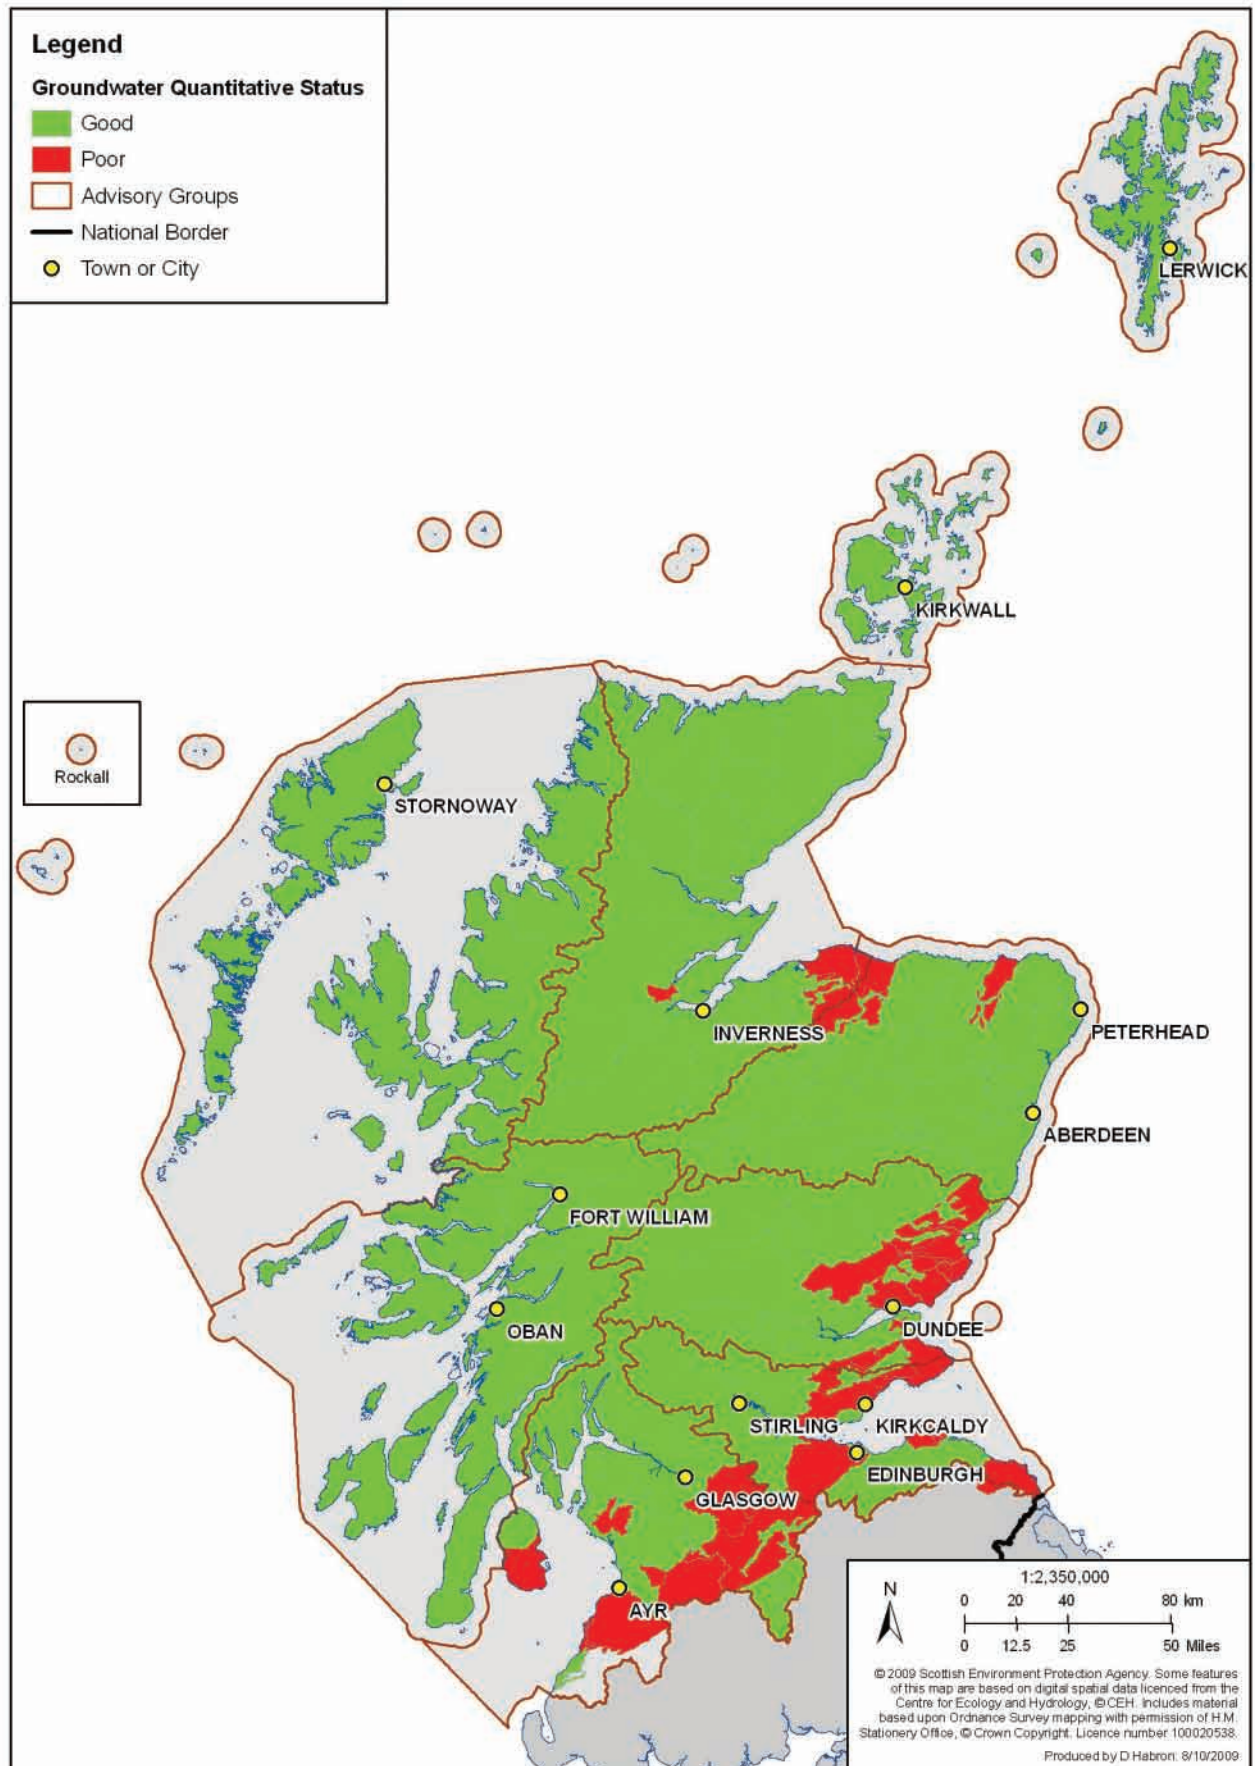 Legend
Groundwater Quantitative Status
Good
Poor
Advisory Groups
National Border
Town or City
LERWICK
KIRKWALL
Rockall
STORNOWAY
INVERNESS
PETERHEAD
ABERDEEN
FORT WILLIAM
OBAN
DUNDEE
STIRLING
KIRKCALDY
EDINBURGH
GLASGOW
AYR
N
1:2,350,000
0 20 40 80 km
0 12.5 25 50 Miles
© 2009 Scottish Environment Protection Agency. Some features
of this map are based on digital spatial data licenced from the
Centre for Ecology and Hydrology, © CEH. Includes material
based upon Ordnance Survey mapping with permission of H.M.
Stationery Office, © Crown Copyright. Licence number 100020538.
Produced by D Habron: 8/10/2009